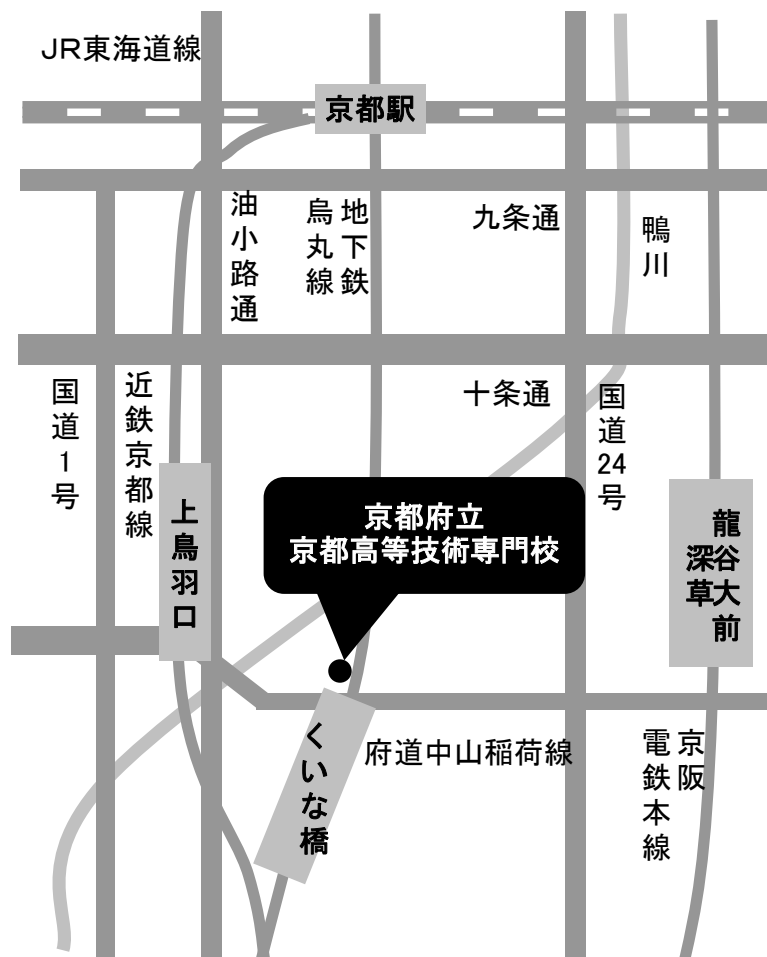 JR東海道線
京都駅
油小路通
地下鉄
烏丸線
九条通
鴨川
国道1号
近鉄京都線
十条通
国道24号
上鳥羽口
京都府立
京都高等技術専門校
龍谷大前
深草
くいな橋
府道中山稲荷線
京阪
電鉄本線